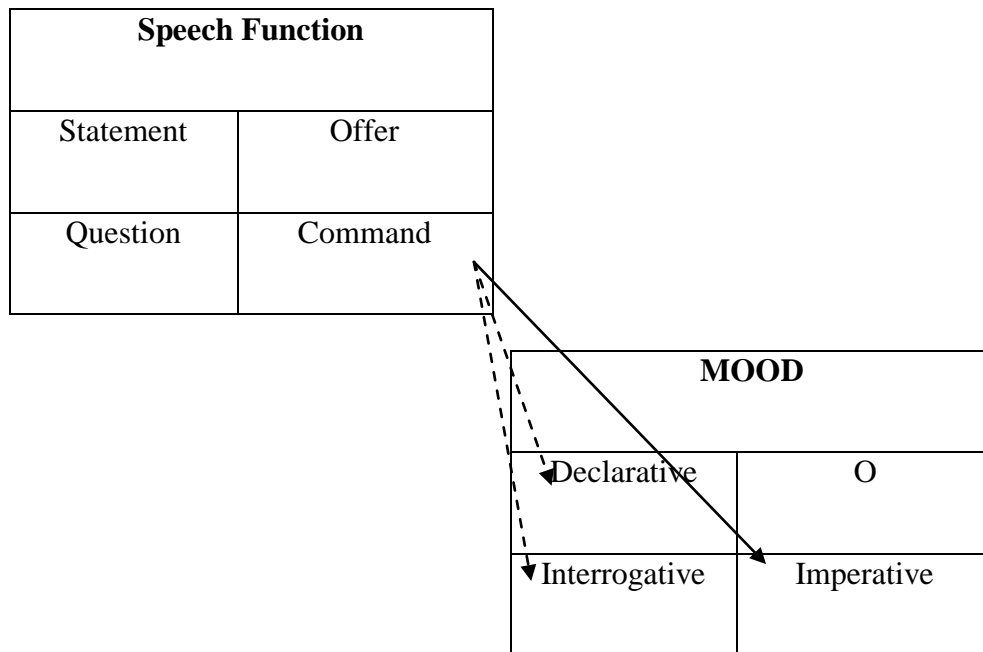 Speech Function
Statement Offer
Question Command
MOOD
Declarative O
Interrogative Imperative